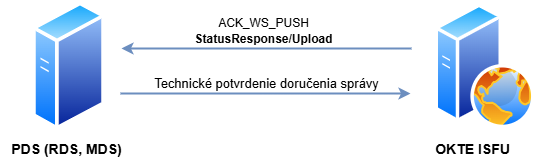 ACK_WS_PUSH
StatusResponse/Upload
Technické potvrdenie doručenia správy
PDS (RDS, MDS)
OKTE ISFU